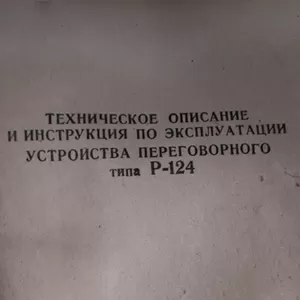 ТЕХНИЧЕСКОЕ ОПИСАНИЕ
И ИНСТРУКЦИЯ ПО ЭКСПЛУАТАЦИИ
УСТРОЙСТВА ПЕРЕГОВОРНОГО
типа Р-124